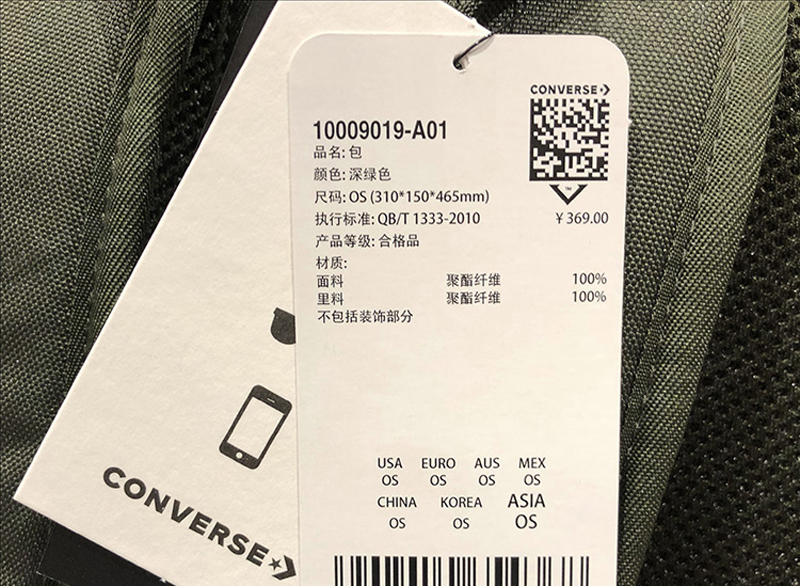 CONVERSE
10009019-A01
品名: 包
颜色: 深绿色
尺码: OS (310*150*465mm)
执行标准: QB/T 1333-2010
¥ 369.00
产品等级: 合格品
材质:
面料 聚酯纤维 100%
里料 聚酯纤维 100%
不包括装饰部分
USA EURO AUS MEX
OS OS OS OS
CHINA KOREA ASIA
OS OS OS
CONVERSE